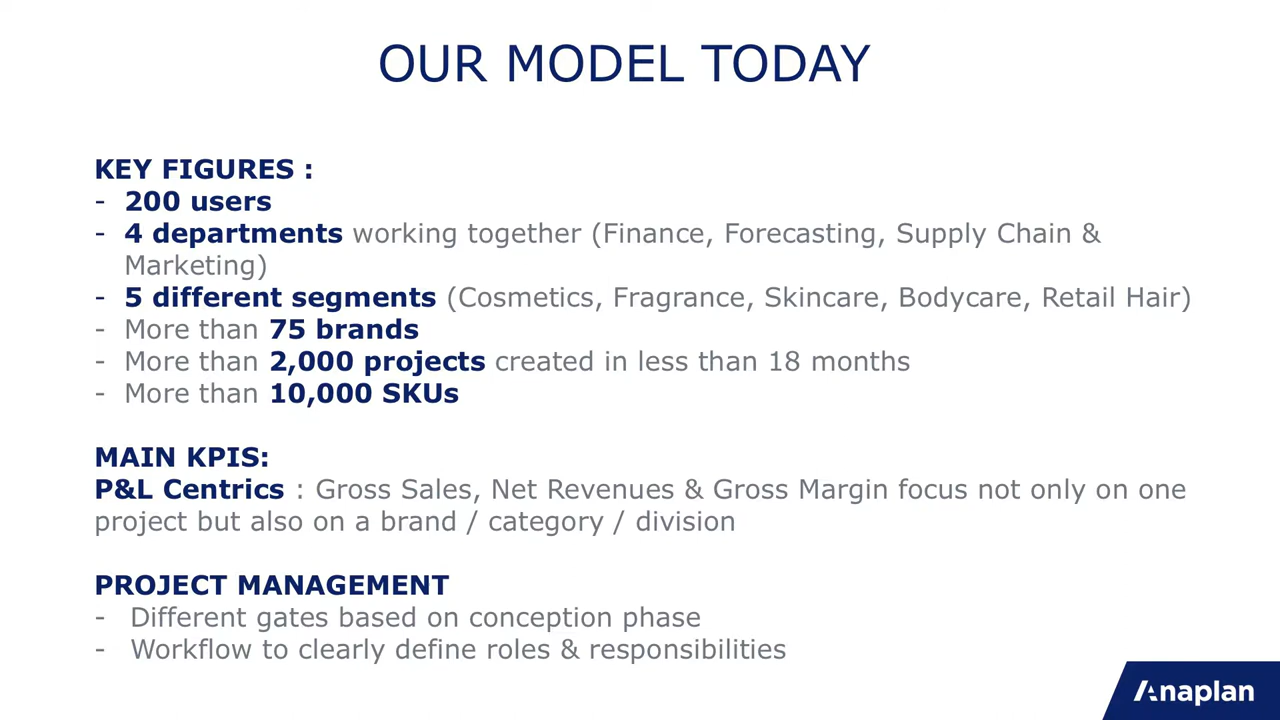 OUR MODEL TODAY
KEY FIGURES :
- 200 users
- 4 departments working together (Finance, Forecasting, Supply Chain &
Marketing)
- 5 different segments (Cosmetics, Fragrance, Skincare, Bodycare, Retail Hair)
- More than 75 brands
- More than 2,000 projects created in less than 18 months
- More than 10,000 SKUs
MAIN KPIS:
P&L Centrics : Gross Sales, Net Revenues & Gross Margin focus not only on one
project but also on a brand / category / division
PROJECT MANAGEMENT
- Different gates based on conception phase
- Workflow to clearly define roles & responsibilities
Anaplan